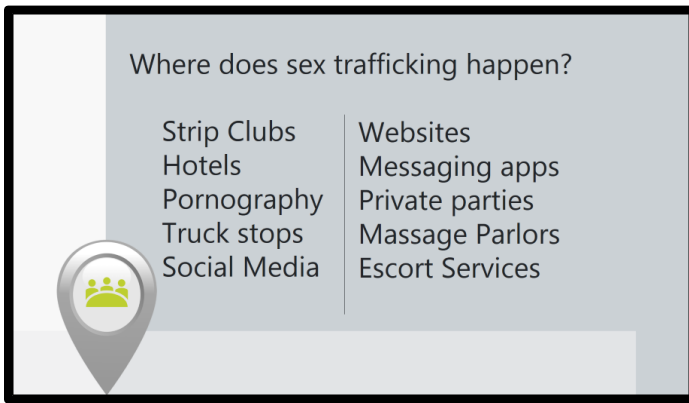 Where does sex trafficking happen?
Strip Clubs
Hotels
Pornography
Truck stops
Social Media
Websites
Messaging apps
Private parties
Massage Parlors
Escort Services